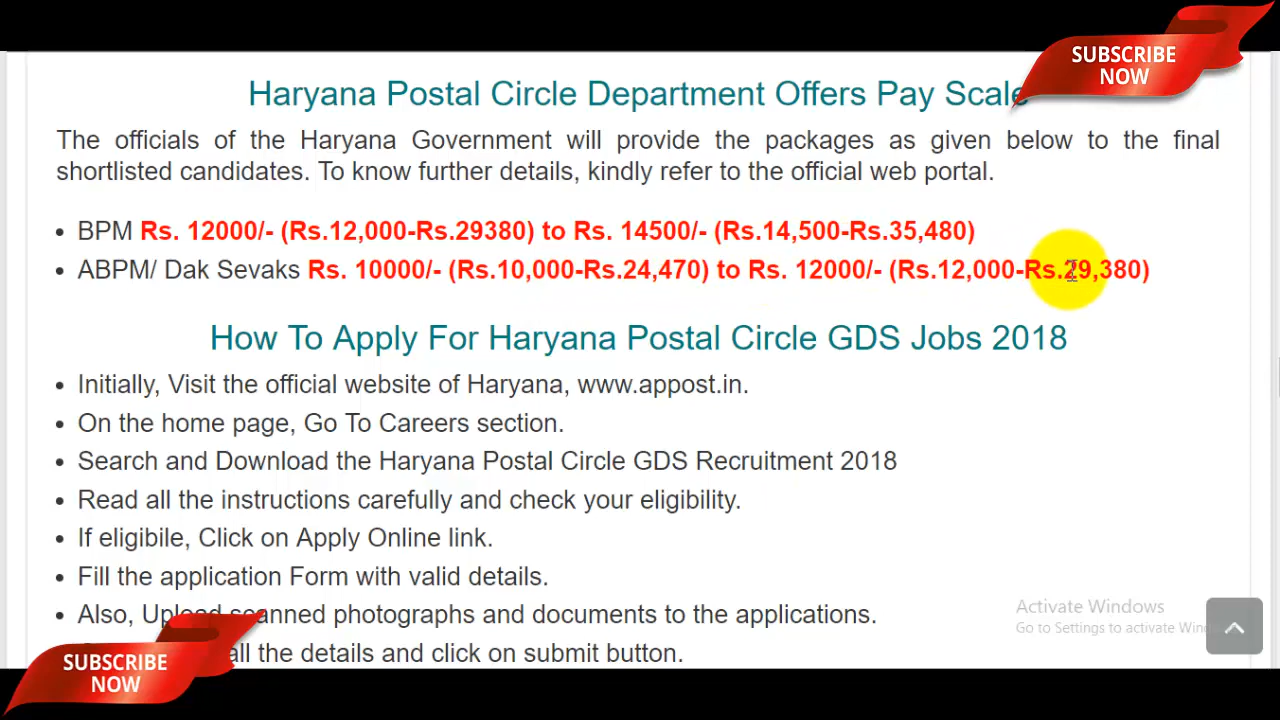 SUBSCRIBE
NOW
Haryana Postal Circle Department Offers Pay Scale
The officials of the Haryana Government will provide the packages as given below to the final
shortlisted candidates. To know further details, kindly refer to the official web portal.
• BPM Rs. 12000/- (Rs.12,000-Rs.29380) to Rs. 14500/- (Rs.14,500-Rs.35,480)
• ABPM/ Dak Sevaks Rs. 10000/- (Rs.10,000-Rs.24,470) to Rs. 12000/- (Rs.12,000-Rs.29,380)
How To Apply For Haryana Postal Circle GDS Jobs 2018
• Initially, Visit the official website of Haryana, www.appost.in.
• On the home page, Go To Careers section.
• Search and Download the Haryana Postal Circle GDS Recruitment 2018
• Read all the instructions carefully and check your eligibility.
• If eligibile, Click on Apply Online link.
• Fill the application Form with valid details.
• Also, Upload scanned photographs and documents to the applications.
all the details and click on submit button.
Activate Windows
Go to Settings to activate
SUBSCRIBE
NOW